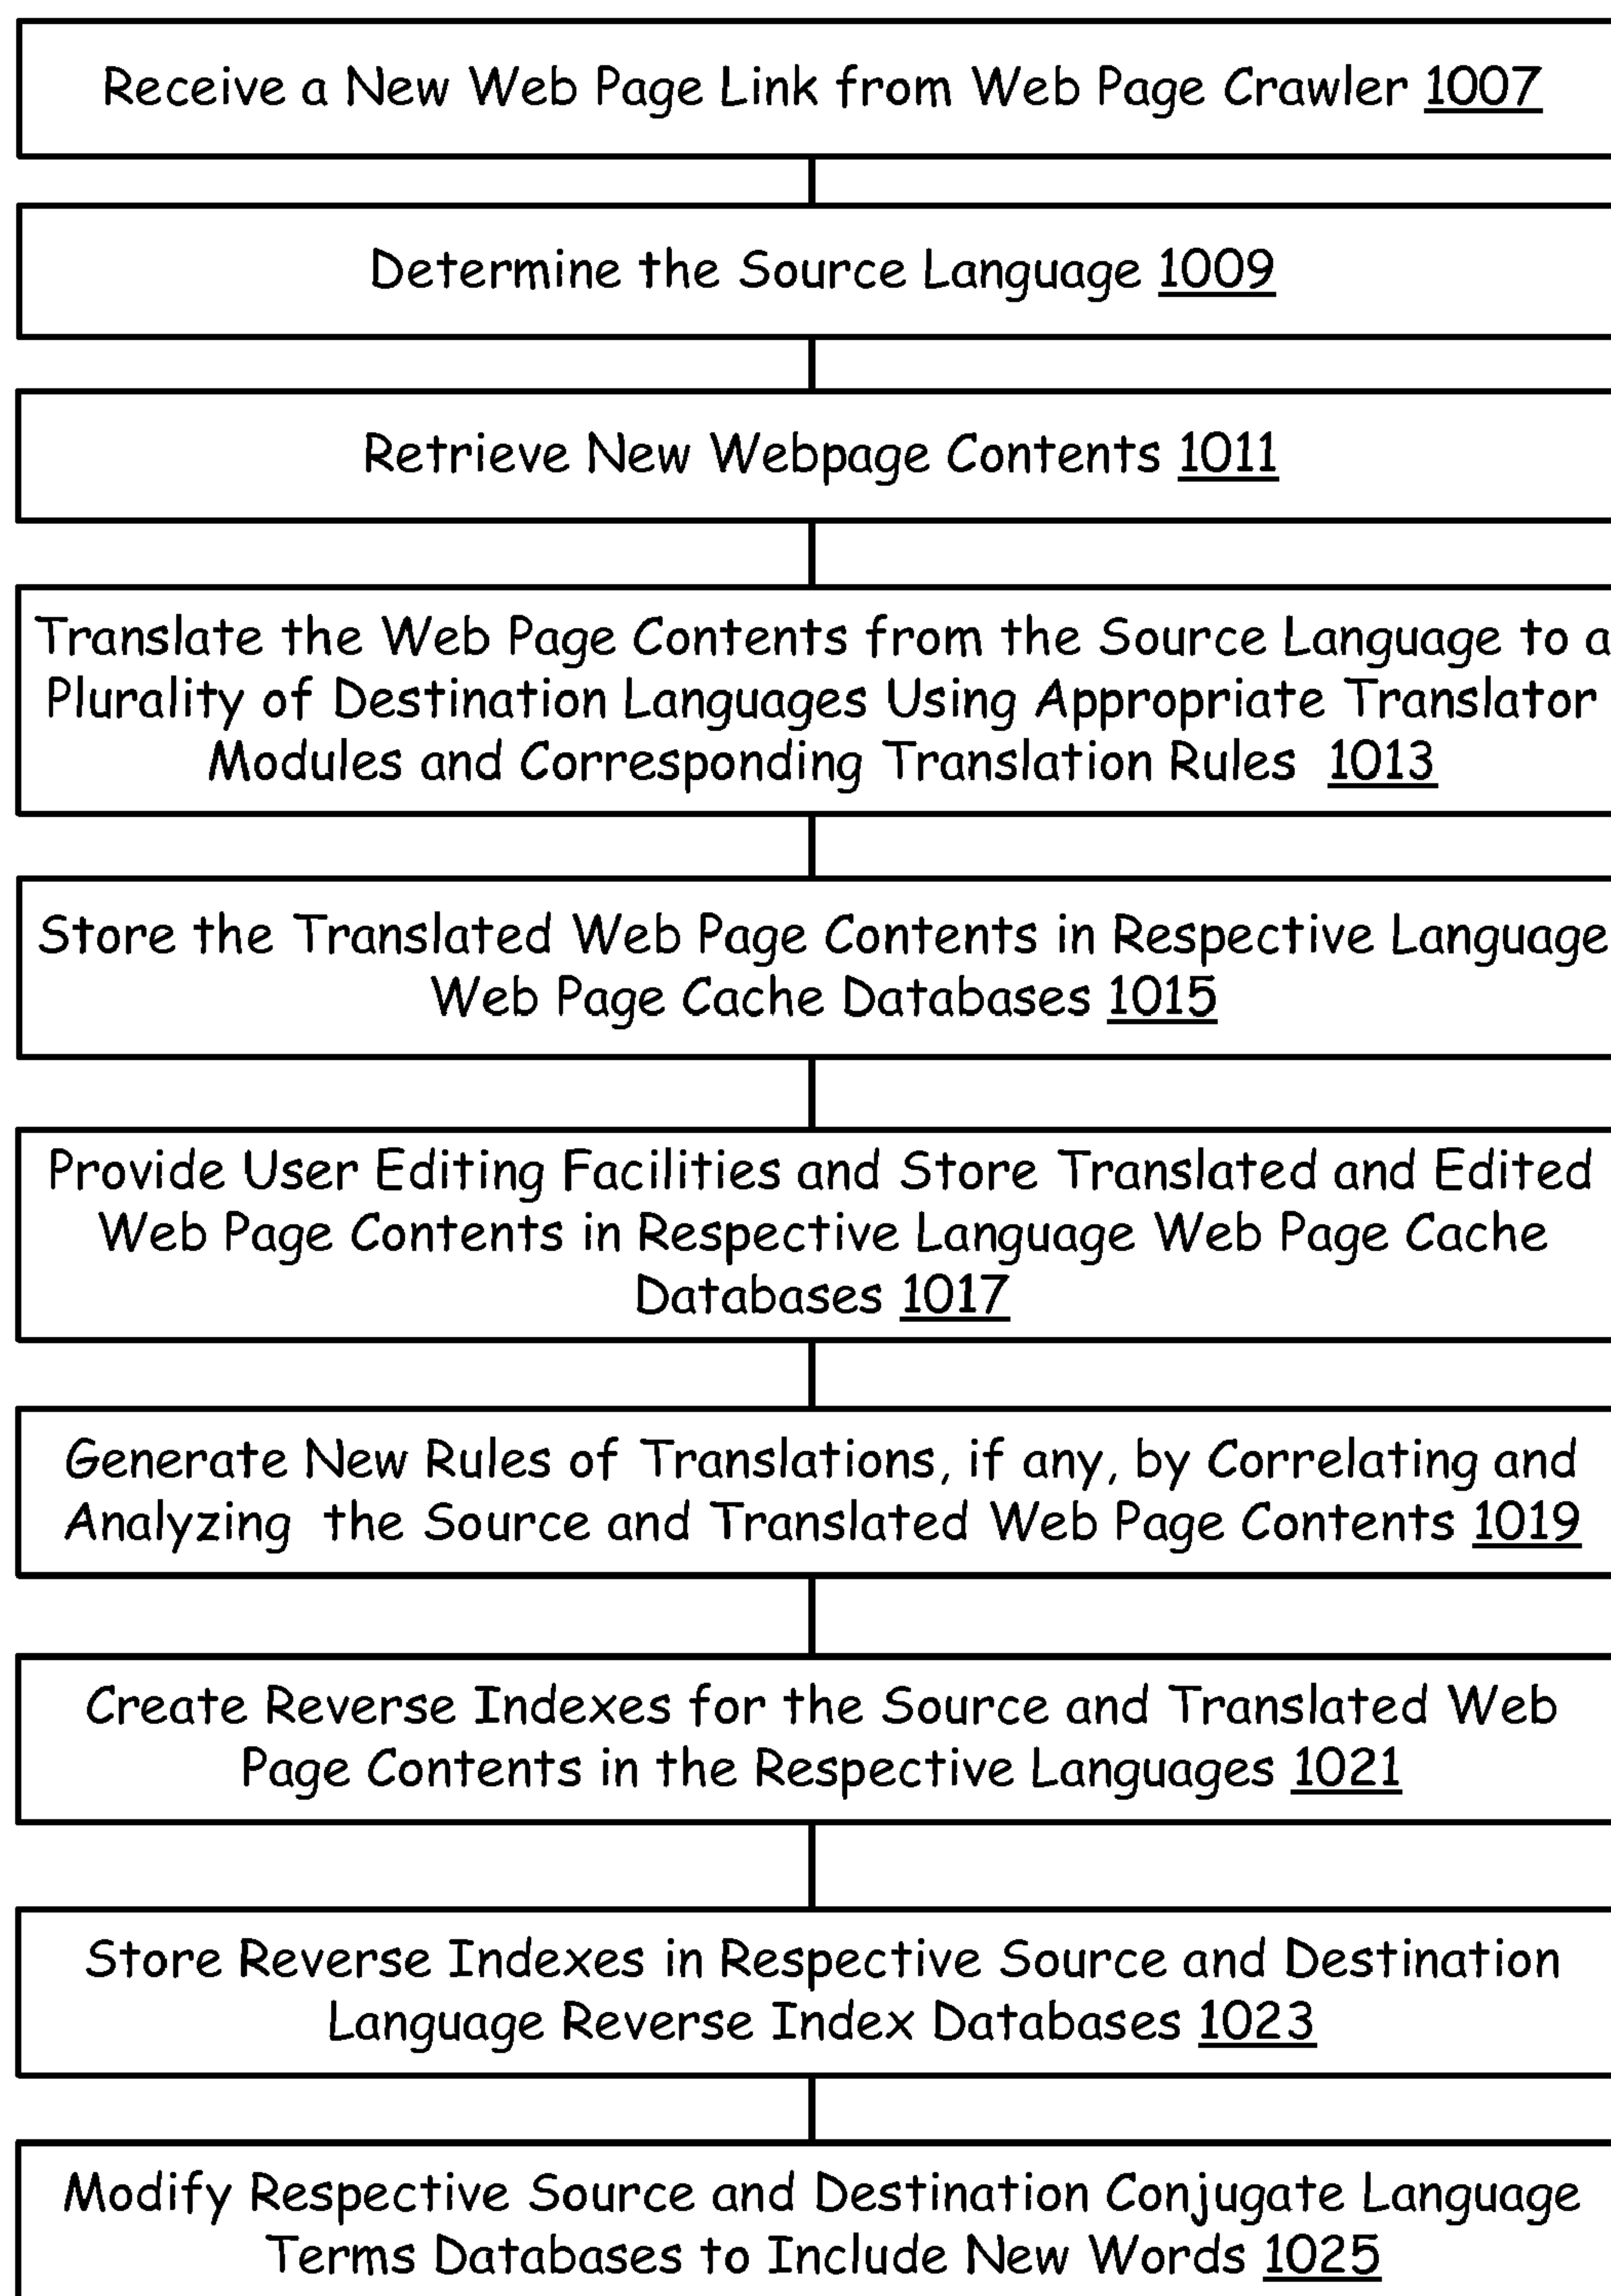 Receive a New Web Page Link from Web Page Crawler 1007
Determine the Source Language 1009
Retrieve New Webpage Contents 1011
Translate the Web Page Contents from the Source Language to a
Plurality of Destination Languages Using Appropriate Translator
Modules and Corresponding Translation Rules 1013
Store the Translated Web Page Contents in Respective Language
Web Page Cache Databases 1015
Provide User Editing Facilities and Store Translated and Edited
Web Page Contents in Respective Language Web Page Cache
Databases 1017
Generate New Rules of Translations, if any, by Correlating and
Analyzing the Source and Translated Web Page Contents 1019
Create Reverse Indexes for the Source and Translated Web
Page Contents in the Respective Languages 1021
Store Reverse Indexes in Respective Source and Destination
Language Reverse Index Databases 1023
Modify Respective Source and Destination Conjugate Language
Terms Databases to Include New Words 1025